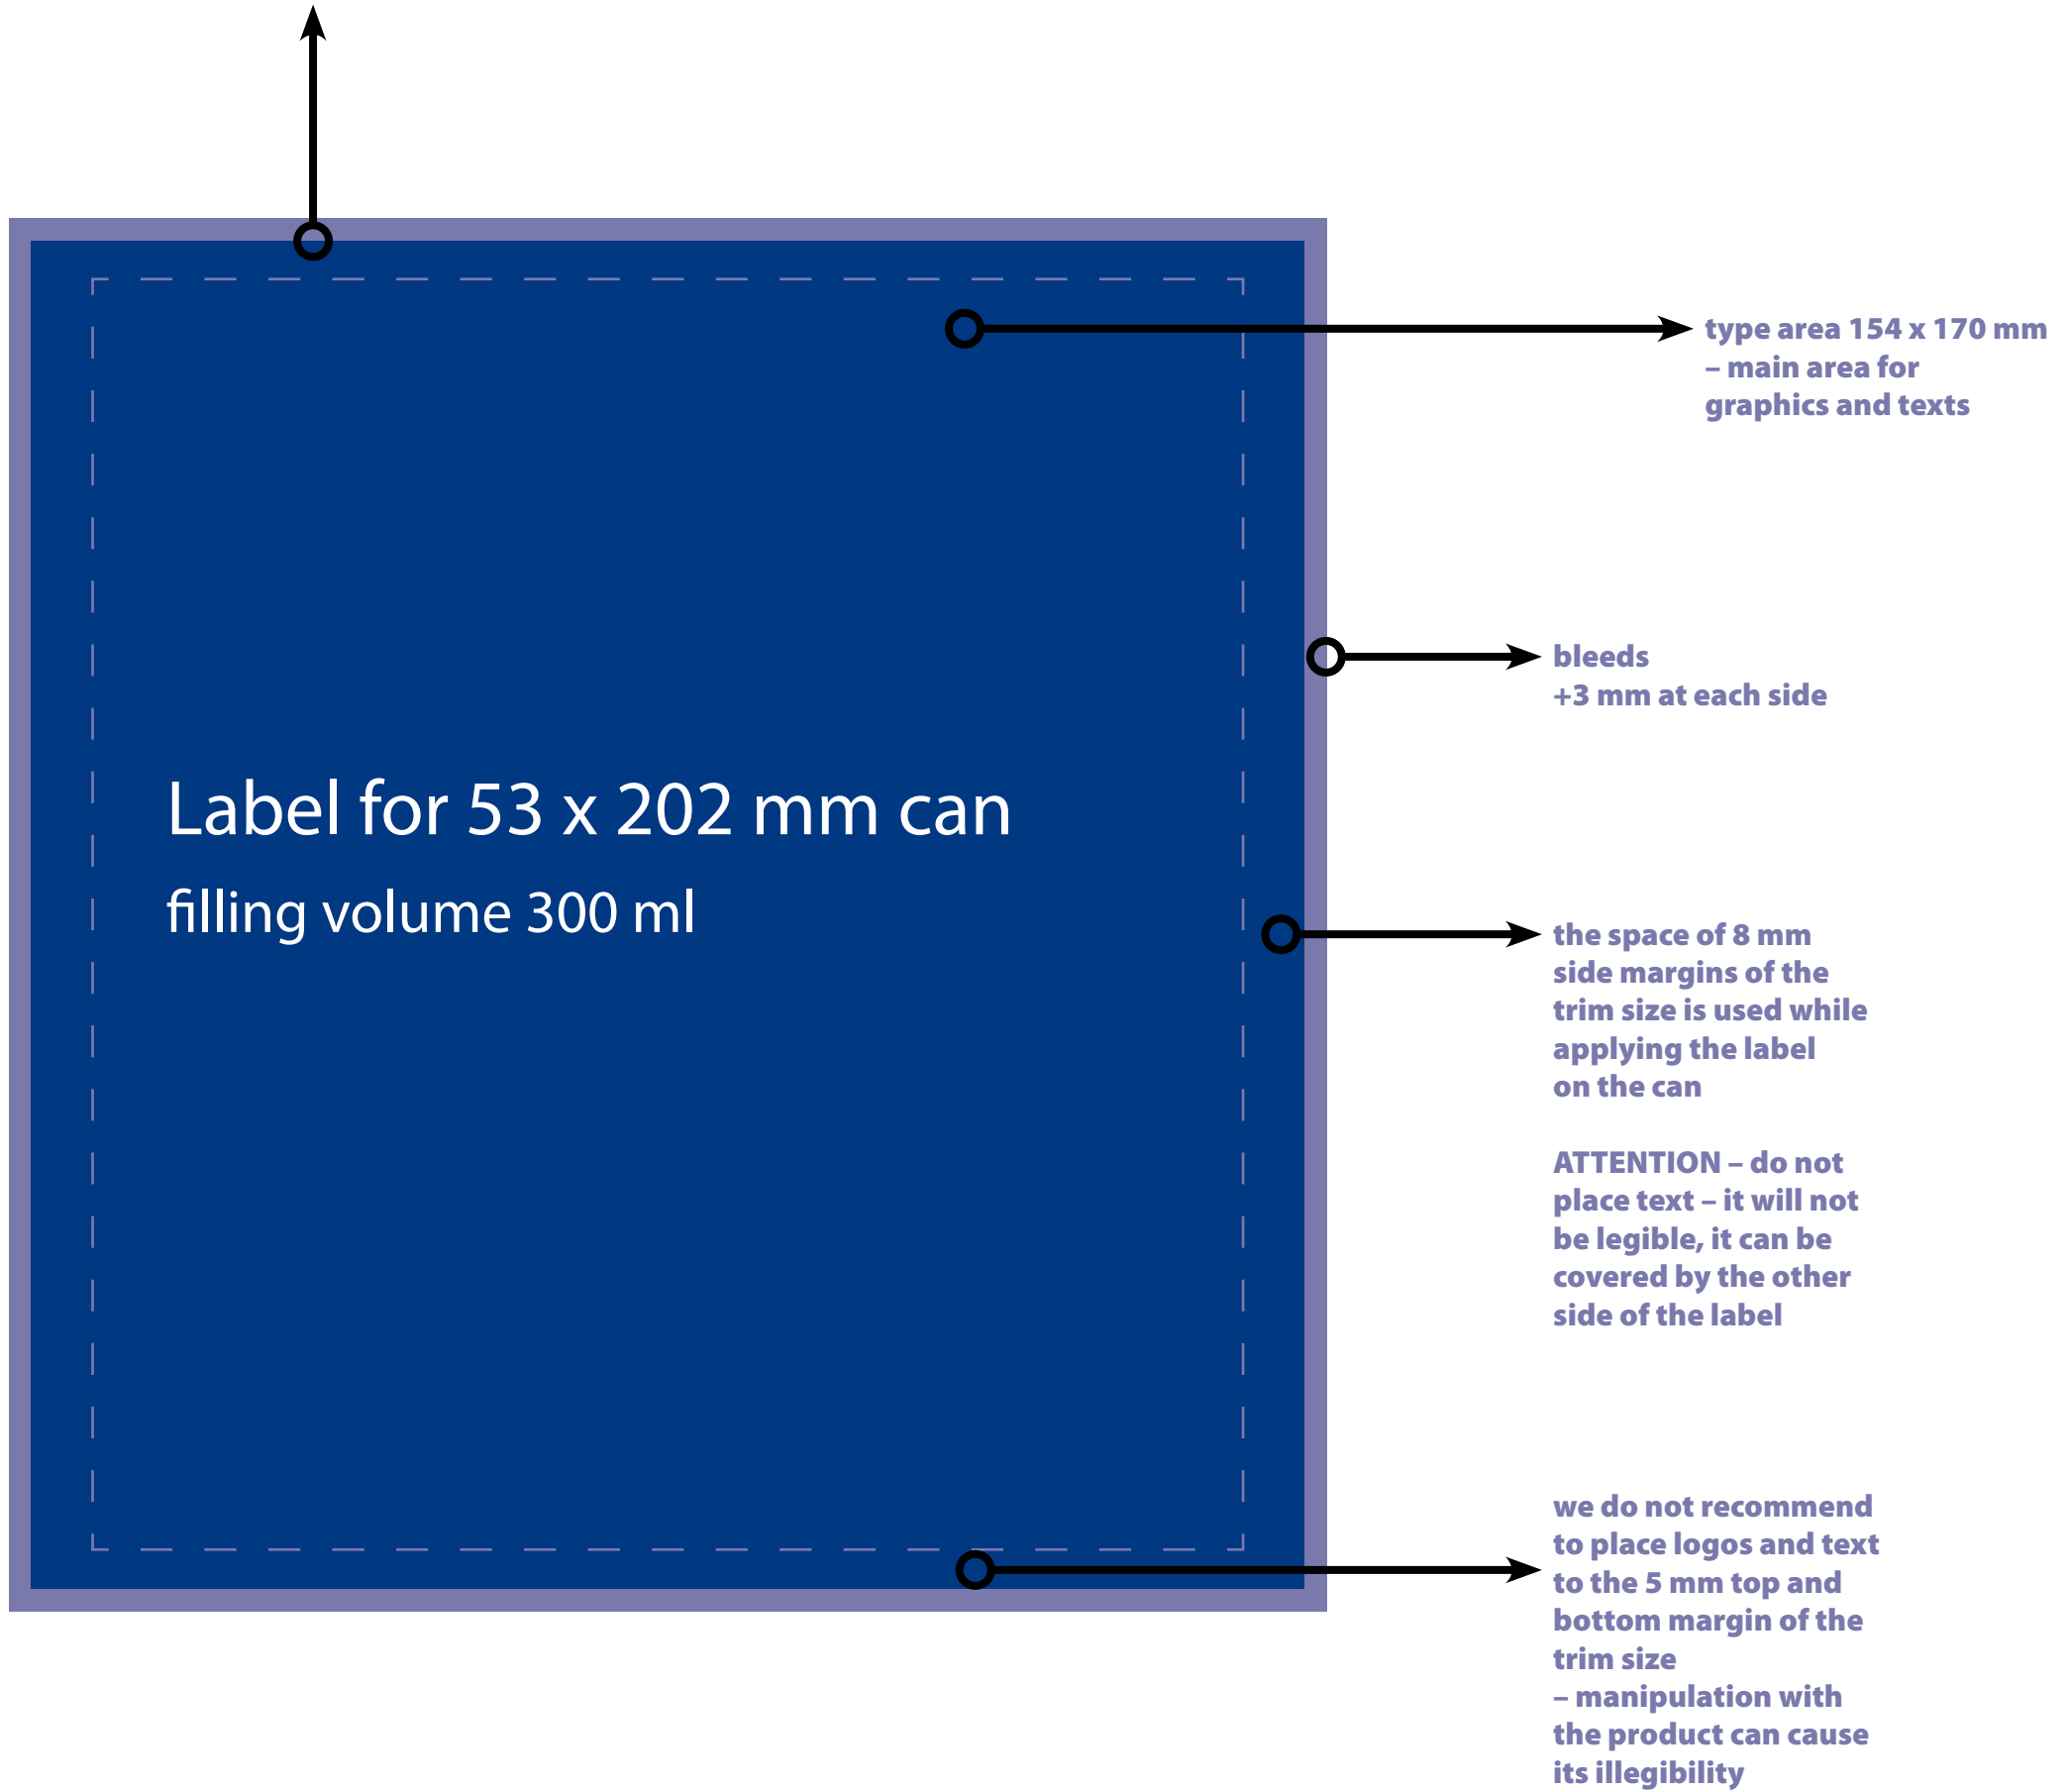 type area 154 x 170 mm
– main area for
graphics and texts
bleeds
+3 mm at each side
Label for 53 x 202 mm can
filling volume 300 ml
the space of 8 mm
side margins of the
trim size is used while
applying the label
on the can
ATTENTION – do not
place text – it will not
be legible, it can be
covered by the other
side of the label
we do not recommend
to place logos and text
to the 5 mm top and
bottom margin of the
trim size
– manipulation with
the product can cause
its illegibility